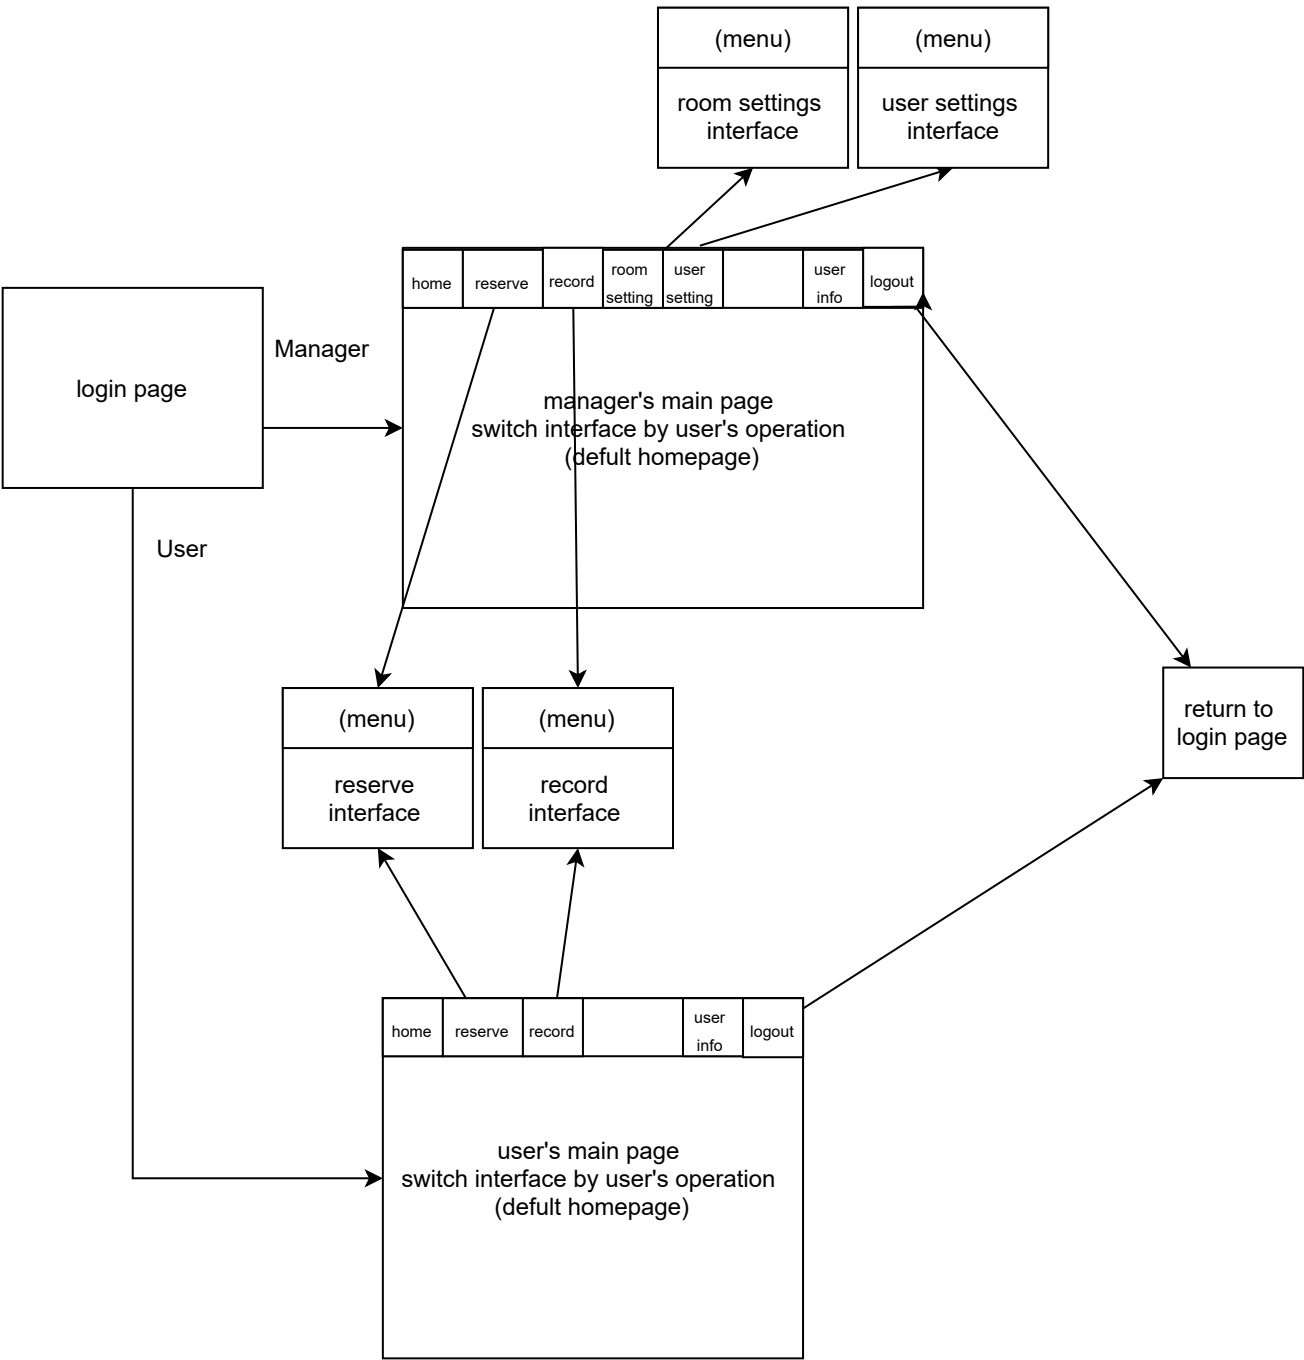 (menu)
room settings
interface
(menu)
user settings
interface
home
reserve
record
room
setting
user
setting
user
info
logout
login page
Manager
manager's main page
switch interface by user's operation
(defult homepage)
User
(menu)
reserve
interface
(menu)
record
interface
return to
login page
home
reserve
record
user
info
logout
user's main page
switch interface by user's operation
(defult homepage)